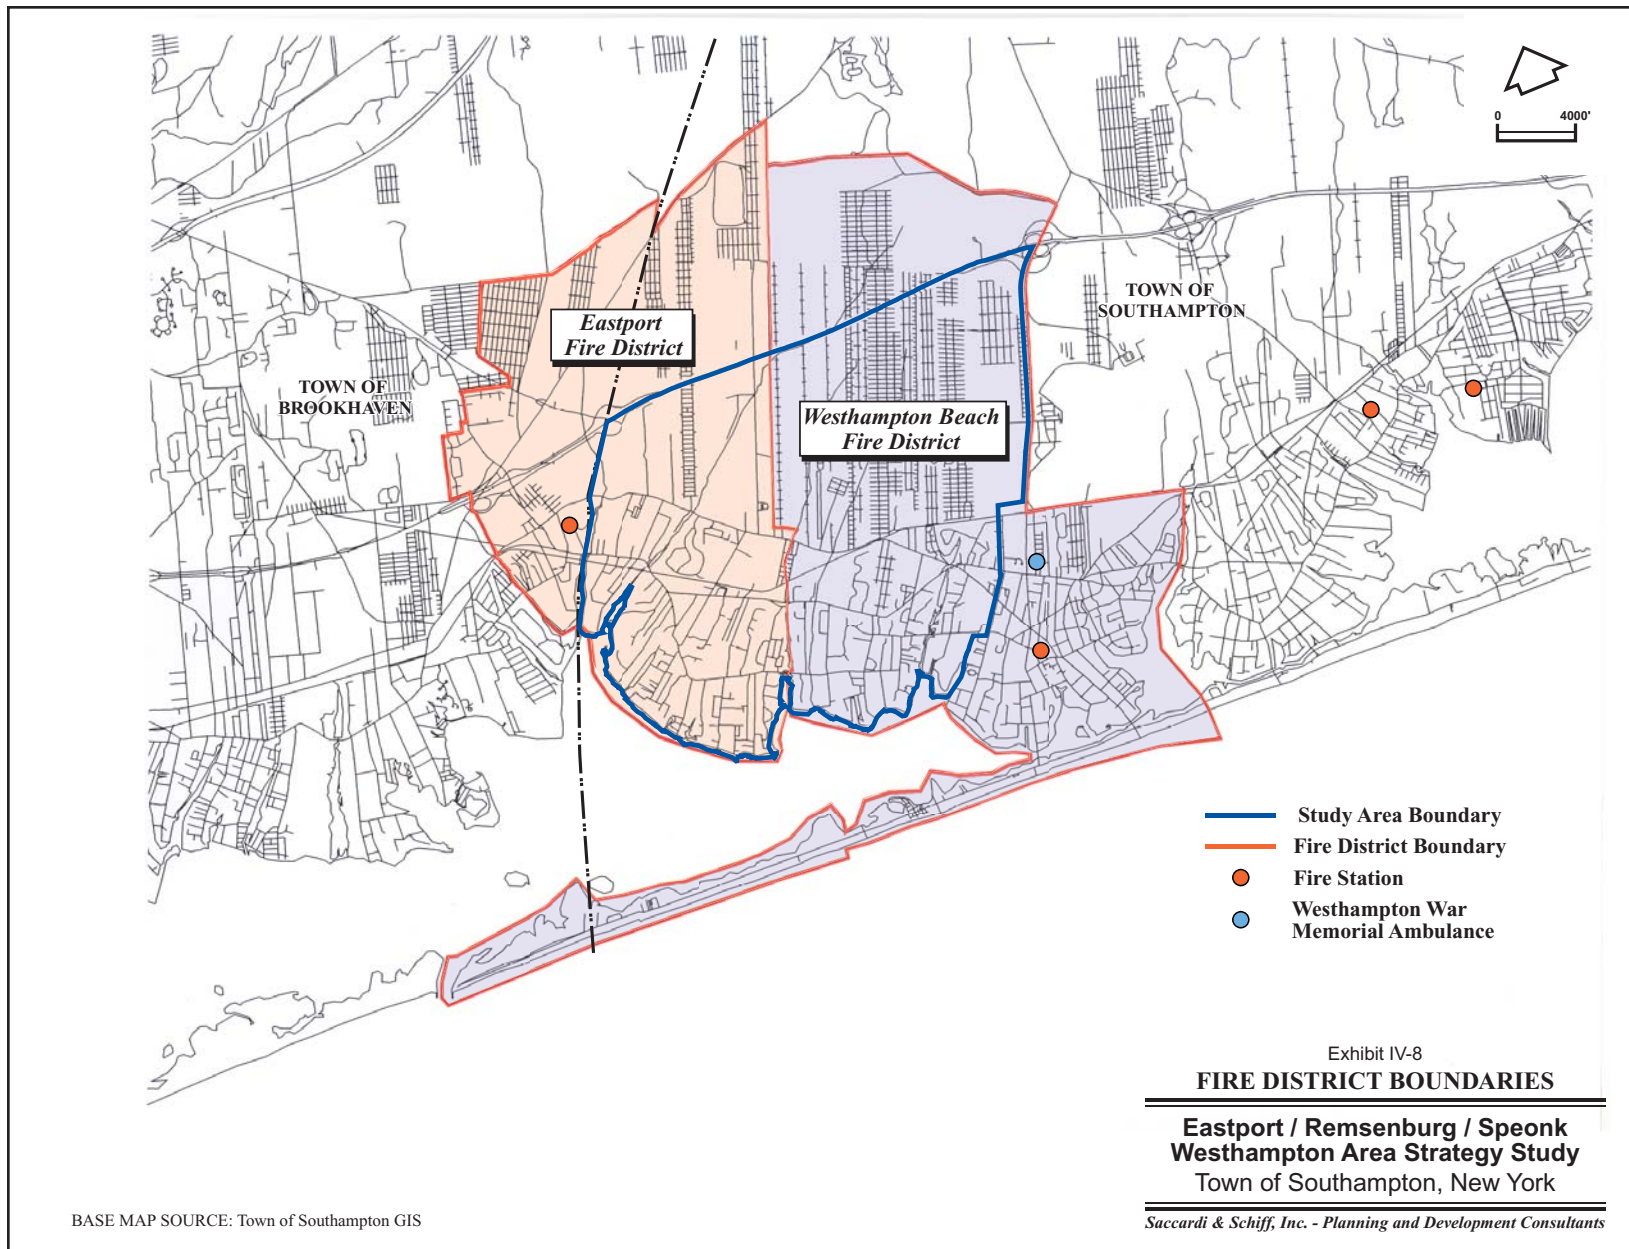 0 4000'
Eastport
Fire District
TOWN OF
SOUTHAMPTON
TOWN OF
BROOKHAVEN
Westhampton Beach
Fire District
Study Area Boundary
Fire District Boundary
Fire Station
Westhampton War
Memorial Ambulance
Exhibit IV-8
FIRE DISTRICT BOUNDARIES
Eastport / Remsenburg / Speonk
Westhampton Area Strategy Study
Town of Southampton, New York
BASE MAP SOURCE: Town of Southampton GIS
Saccardi & Schiff, Inc. - Planning and Development Consultants